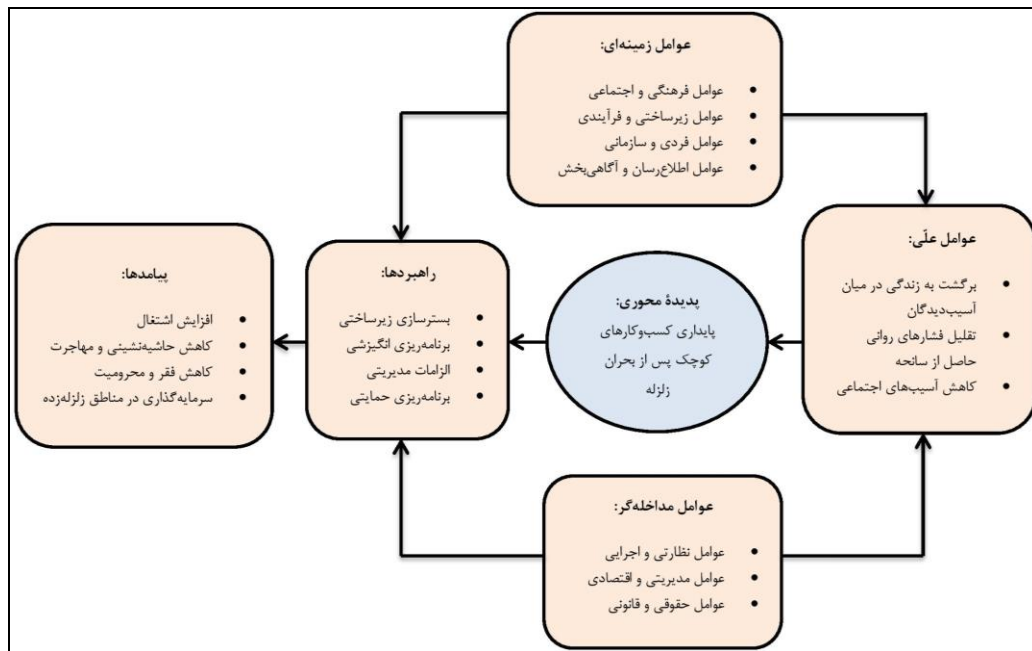 عوامل زمینه‌ای:
• عوامل فرهنگی و اجتماعی
• عوامل زیرساختی و فرآیندی
• عوامل فردی و سازمانی
• عوامل اطلاع‌رسان و آگاهی‌بخش
عوامل علّی:
• برگشت به زندگی در میان
آسیب‌دیدگان
• تقلیل فشارهای روانی
حاصل از سانحه
• کاهش آسیب‌های اجتماعی
پدیدهٔ محوری:
پایداری کسب‌وکارهای
کوچک پس از بحران
زلزله
راهبردها:
• بسترسازی زیرساختی
• برنامه‌ریزی انگیزشی
• الزامات مدیریتی
• برنامه‌ریزی حمایتی
پیامدها:
• افزایش اشتغال
• کاهش حاشیه‌نشینی و مهاجرت
• کاهش فقر و محرومیت
• سرمایه‌گذاری در مناطق زلزله‌زده
عوامل مداخله‌گر:
• عوامل نظارتی و اجرایی
• عوامل مدیریتی و اقتصادی
• عوامل حقوقی و قانونی